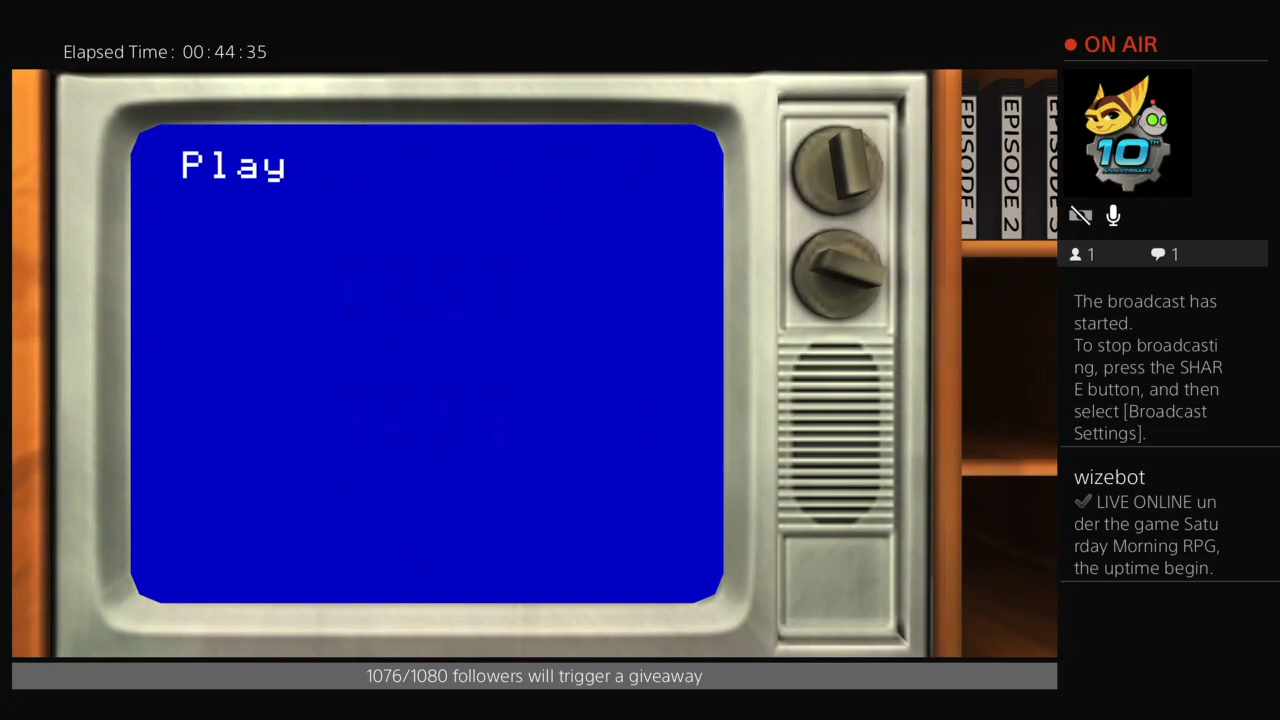 Elapsed Time: 00:44:35
ON AIR
Play
EPISODE 1
EPISODE 2
10TH
ANNIVERSARY
1
1
The broadcast has
started.
To stop broadcasti
ng, press the SHAR
E button, and then
select [Broadcast
Settings].
wizebot
LIVE ONLINE un
der the game Satu
rday Morning RPG,
the uptime begin.
1076/1080 followers will trigger a giveaway